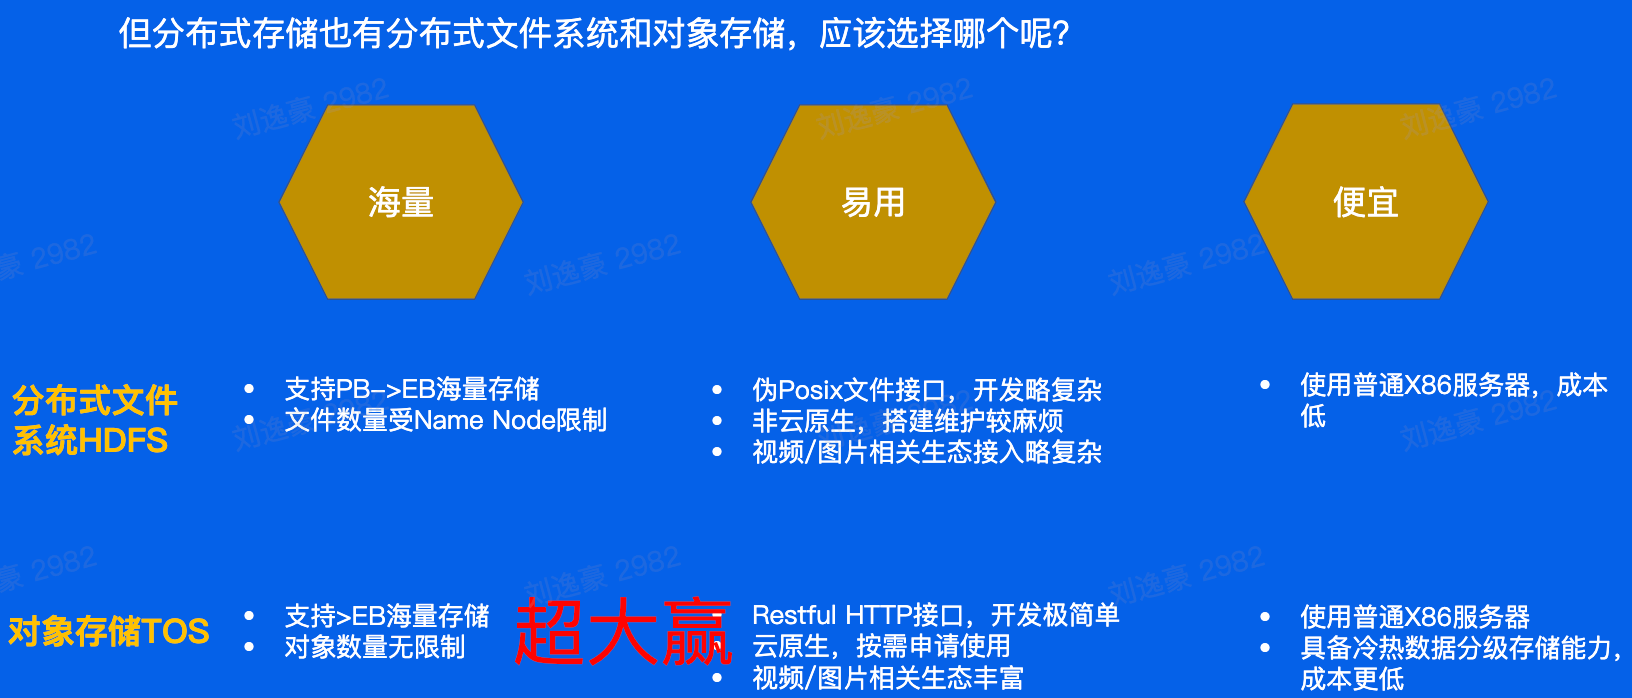 但分布式存储也有分布式文件系统和对象存储，应该选择哪个呢？
海量
易用
便宜
分布式文件
系统HDFS
支持PB->EB海量存储
文件数量受Name Node限制
伪Posix文件接口，开发略复杂
非云原生，搭建维护较麻烦
视频/图片相关生态接入略复杂
使用普通X86服务器，成本
低
对象存储TOS
支持>EB海量存储
对象数量无限制
超大赢
Restful HTTP接口，开发极简单
云原生，按需申请使用
视频/图片相关生态丰富
使用普通X86服务器
具备冷热数据分级存储能力，
成本更低
刘逸豪 2982
刘逸豪 2982
刘逸豪 2982
豪 2982
刘逸豪 2982
刘逸豪 2982
刘逸豪 2982
刘逸豪 2982
豪 2982
刘逸豪 2982
刘逸豪 2982